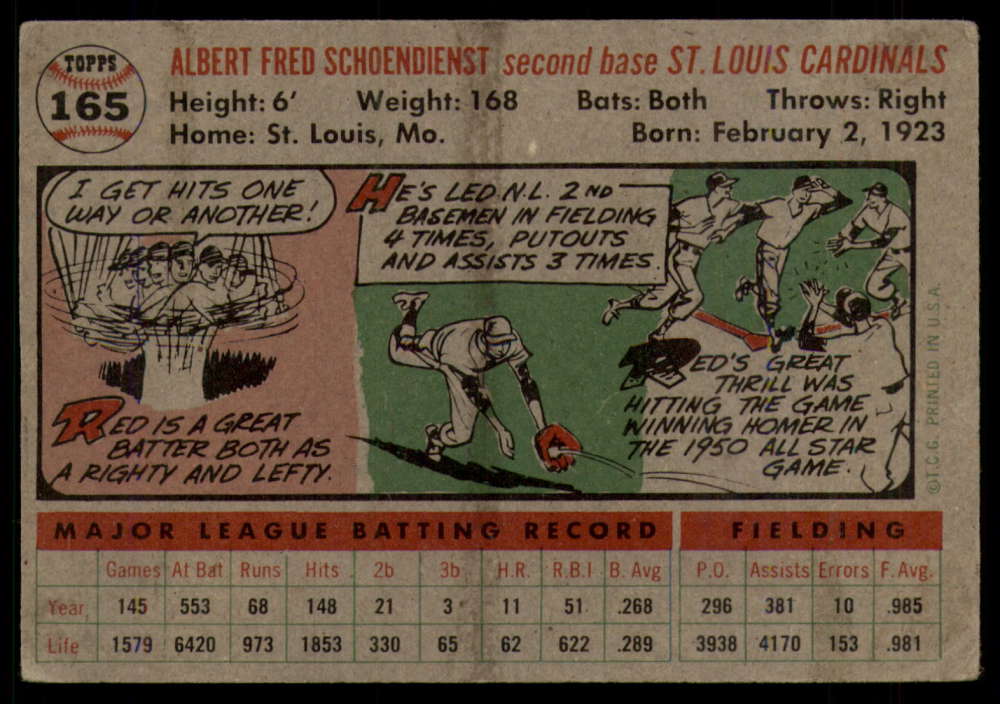 TOPPS
165
ALBERT FRED SCHOENDIENST second base ST. LOUIS CARDINALS
Height: 6' Weight: 168 Bats: Both Throws: Right
Home: St. Louis, Mo. Born: February 2, 1923
I GET HITS ONE
WAY OR ANOTHER!
RED IS A GREAT
BATTER BOTH AS
A RIGHTY AND LEFTY.
HE'S LED N.L. 2ND
BASEMEN IN FIELDING
4 TIMES, PUTOUTS
AND ASSISTS 3 TIMES.
RED'S GREAT
THRILL WAS
HITTING THE GAME
WINNING HOMER IN
THE 1950 ALL STAR
GAME.
©T.C.G. PRINTED IN U.S.A.
MAJOR LEAGUE BATTING RECORD FIELDING
Games At Bat Runs Hits 2b 3b H.R. R.B.I B. Avg P.O. Assists Errors F. Avg.
Year 145 553 68 148 21 3 11 51 .268 296 381 10 .985
Life 1579 6420 973 1853 330 65 62 622 .289 3938 4170 153 .981